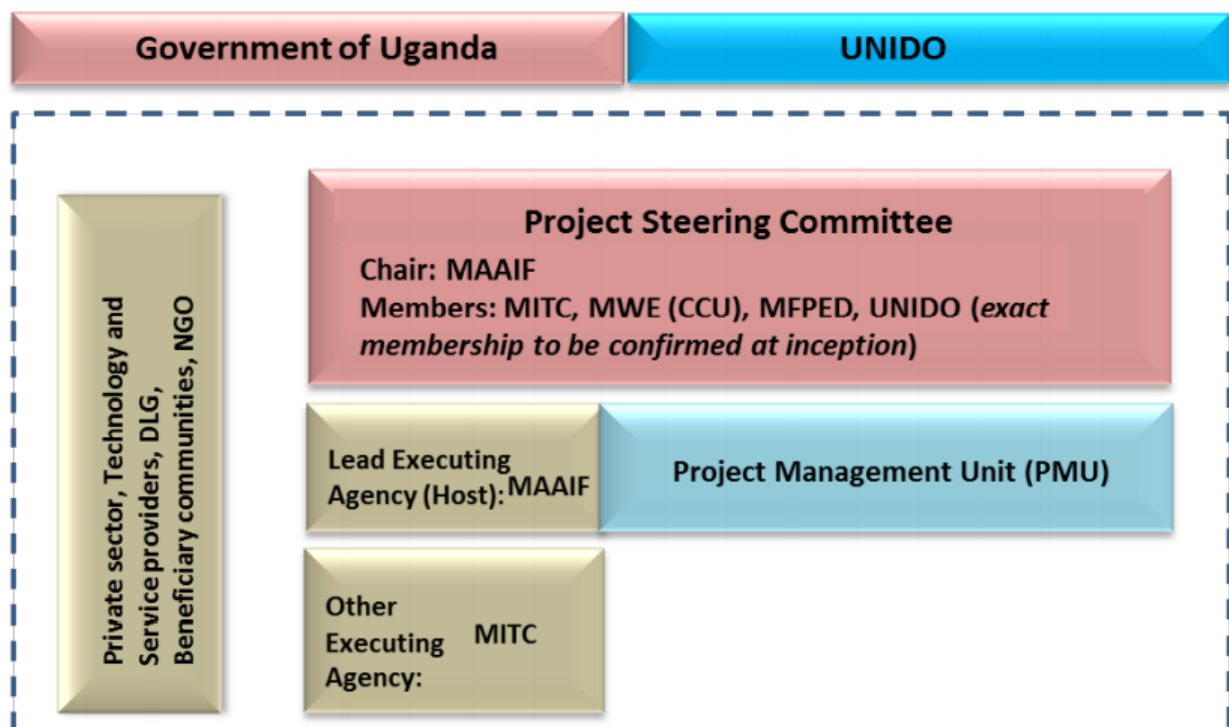 Government of Uganda
UNIDO
Private sector, Technology and
Service providers, DLG,
Beneficiary communities, NGO
Project Steering Committee
Chair: MAAIF
Members: MITC, MWE (CCU), MFPED, UNIDO (exact
membership to be confirmed at inception)
Lead Executing
Agency (Host): MAAIF
Project Management Unit (PMU)
Other
Executing MITC
Agency: